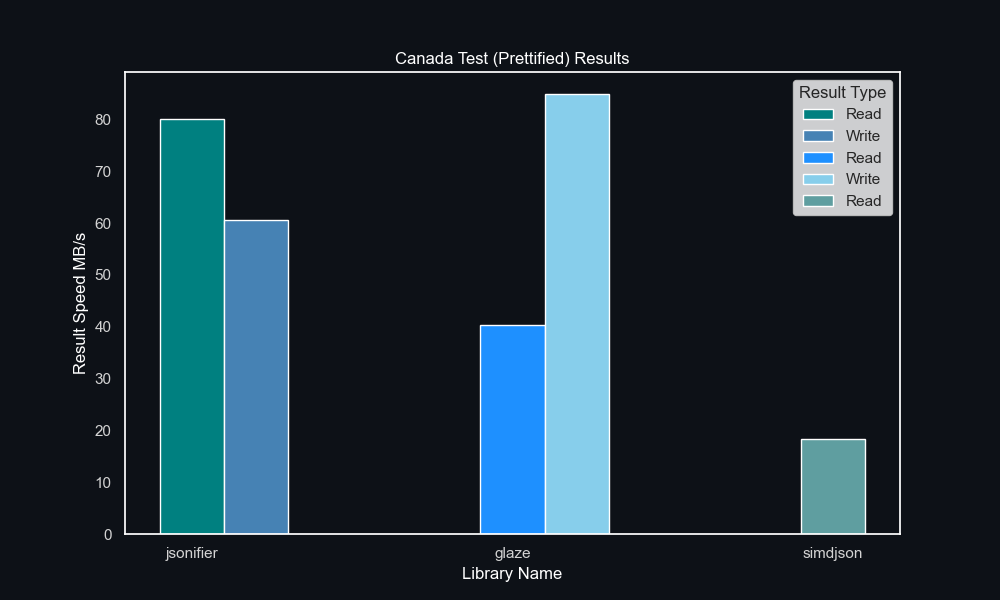 Canada Test (Prettified) Results
Result Type
Read
Write
Read
Write
Read
Result Speed MB/s
80
70
60
50
40
30
20
10
0
jsonifier
glaze
simdjson
Library Name